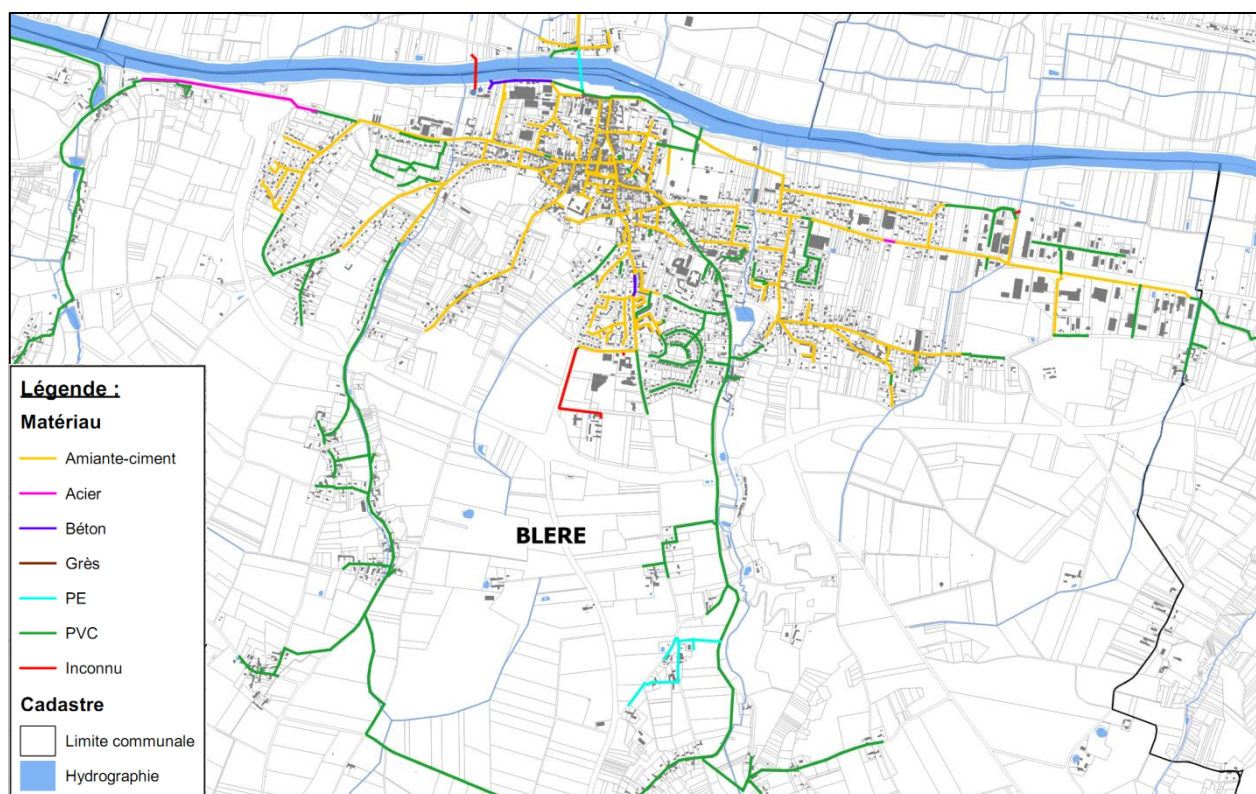 BLERE
Légende :
Matériau
Amiante-ciment
Acier
Béton
Grès
PE
PVC
Inconnu
Cadastre
Limite communale
Hydrographie